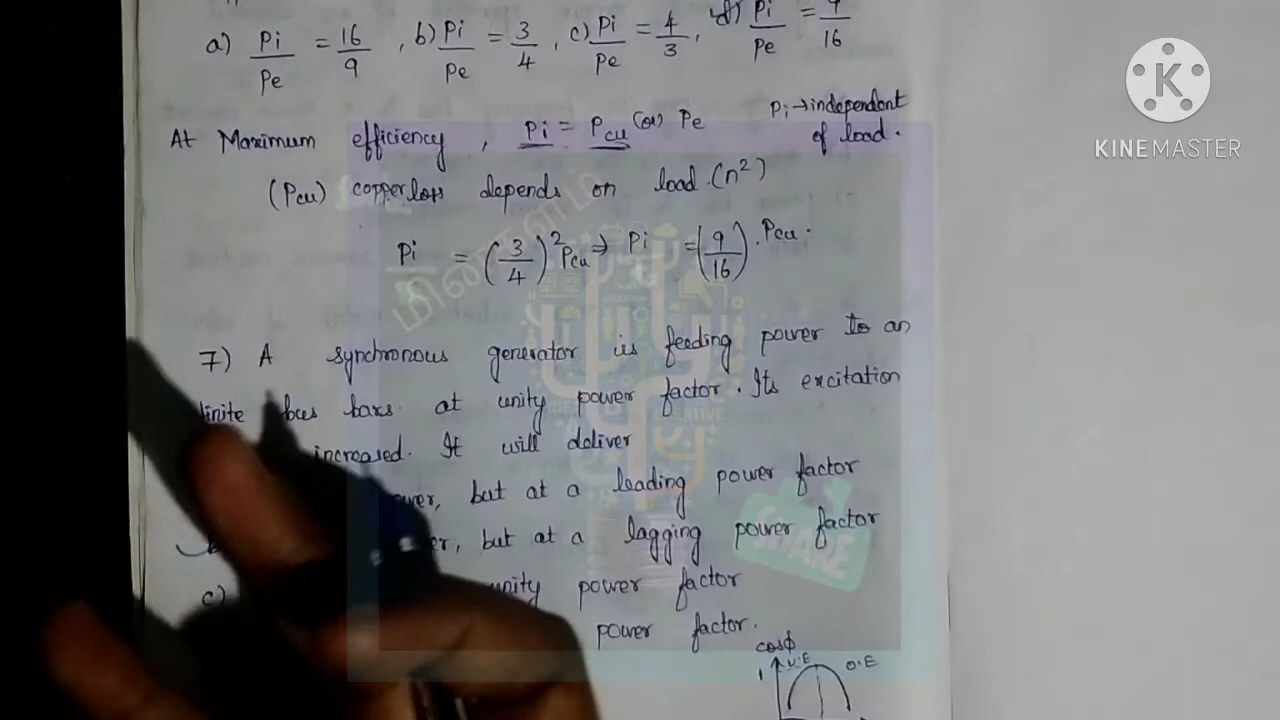 a) Pi/Pe = 16/9 , b) Pi/Pe = 3/4 , c) Pi/Pe = 4/3 , d) Pi/Pe = 9/16
K
KINEMASTER
At Maximum efficiency , Pi = Pcu (or) Pe Pi → independent
of load.
(Pcu) copper loss depends on load. (n²)
Pi = (3/4)² Pcu ⇒ Pi = (9/16) . Pcu.
7) A synchronous generator is feeding power to an
bus bars at unity power factor. Its excitation
increased. It will deliver
but at a leading power factor
but at a lagging power factor
c) unity power factor
power factor.
cosφ
1 U.E O.E
SHARE